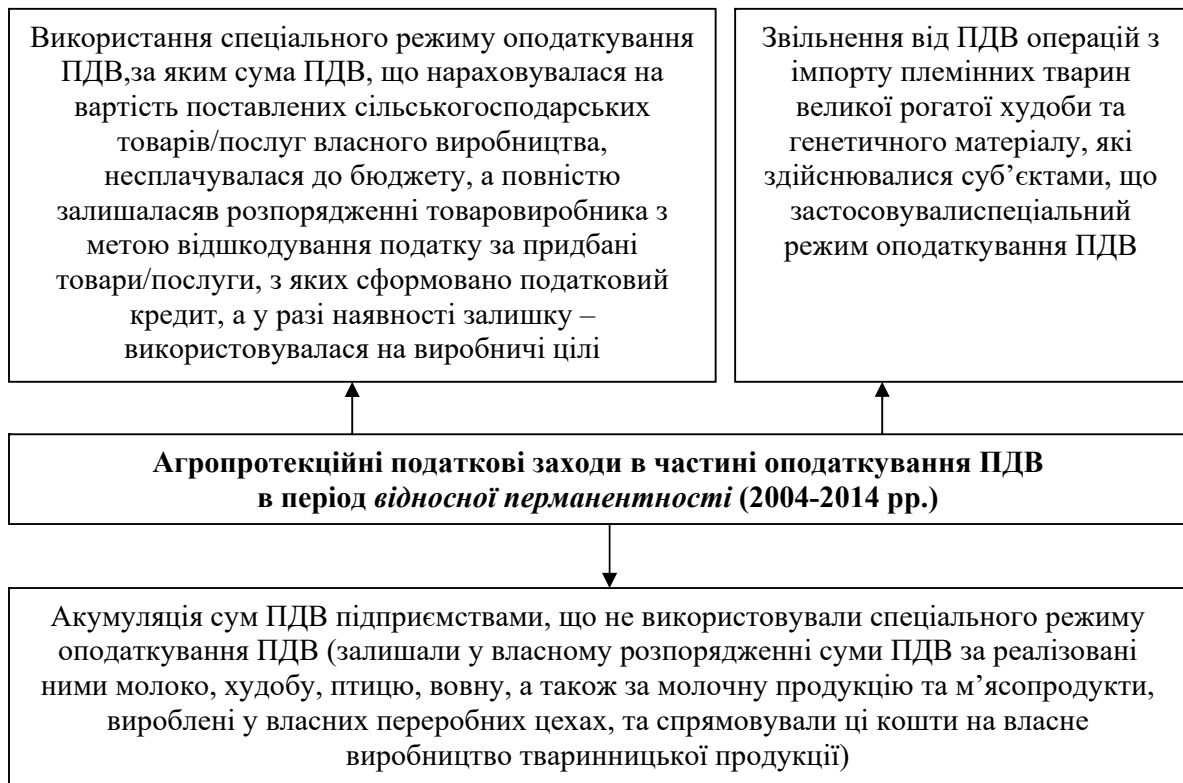 Використання спеціального режиму оподаткування
ПДВ,за яким сума ПДВ, що нараховувалася на
вартість поставлених сільськогосподарських
товарів/послуг власного виробництва,
несплачувалася до бюджету, а повністю
залишаласяв розпорядженні товаровиробника з
метою відшкодування податку за придбані
товари/послуги, з яких сформовано податковий
кредит, а у разі наявності залишку –
використовувалася на виробничі цілі
Звільнення від ПДВ операцій з
імпорту племінних тварин
великої рогатої худоби та
генетичного матеріалу, які
здійснювалися суб’єктами, що
застосовувалиспеціальний
режим оподаткування ПДВ
Агропротекційні податкові заходи в частині оподаткування ПДВ
в період відносної перманентності (2004-2014 рр.)
Акумуляція сум ПДВ підприємствами, що не використовували спеціального режиму
оподаткування ПДВ (залишали у власному розпорядженні суми ПДВ за реалізовані
ними молоко, худобу, птицю, вовну, а також за молочну продукцію та м’ясопродукти,
вироблені у власних переробних цехах, та спрямовували ці кошти на власне
виробництво тваринницької продукції)